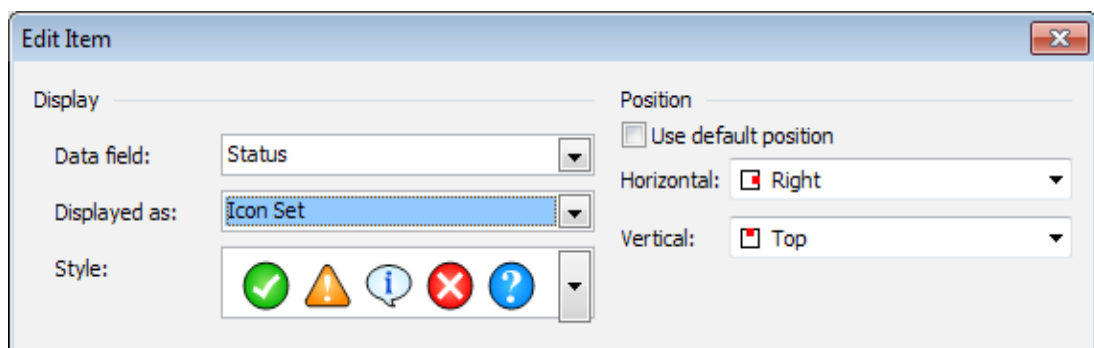 Edit Item
Display
Data field: Status
Displayed as: Icon Set
Style:
Position
Use default position
Horizontal: Right
Vertical: Top